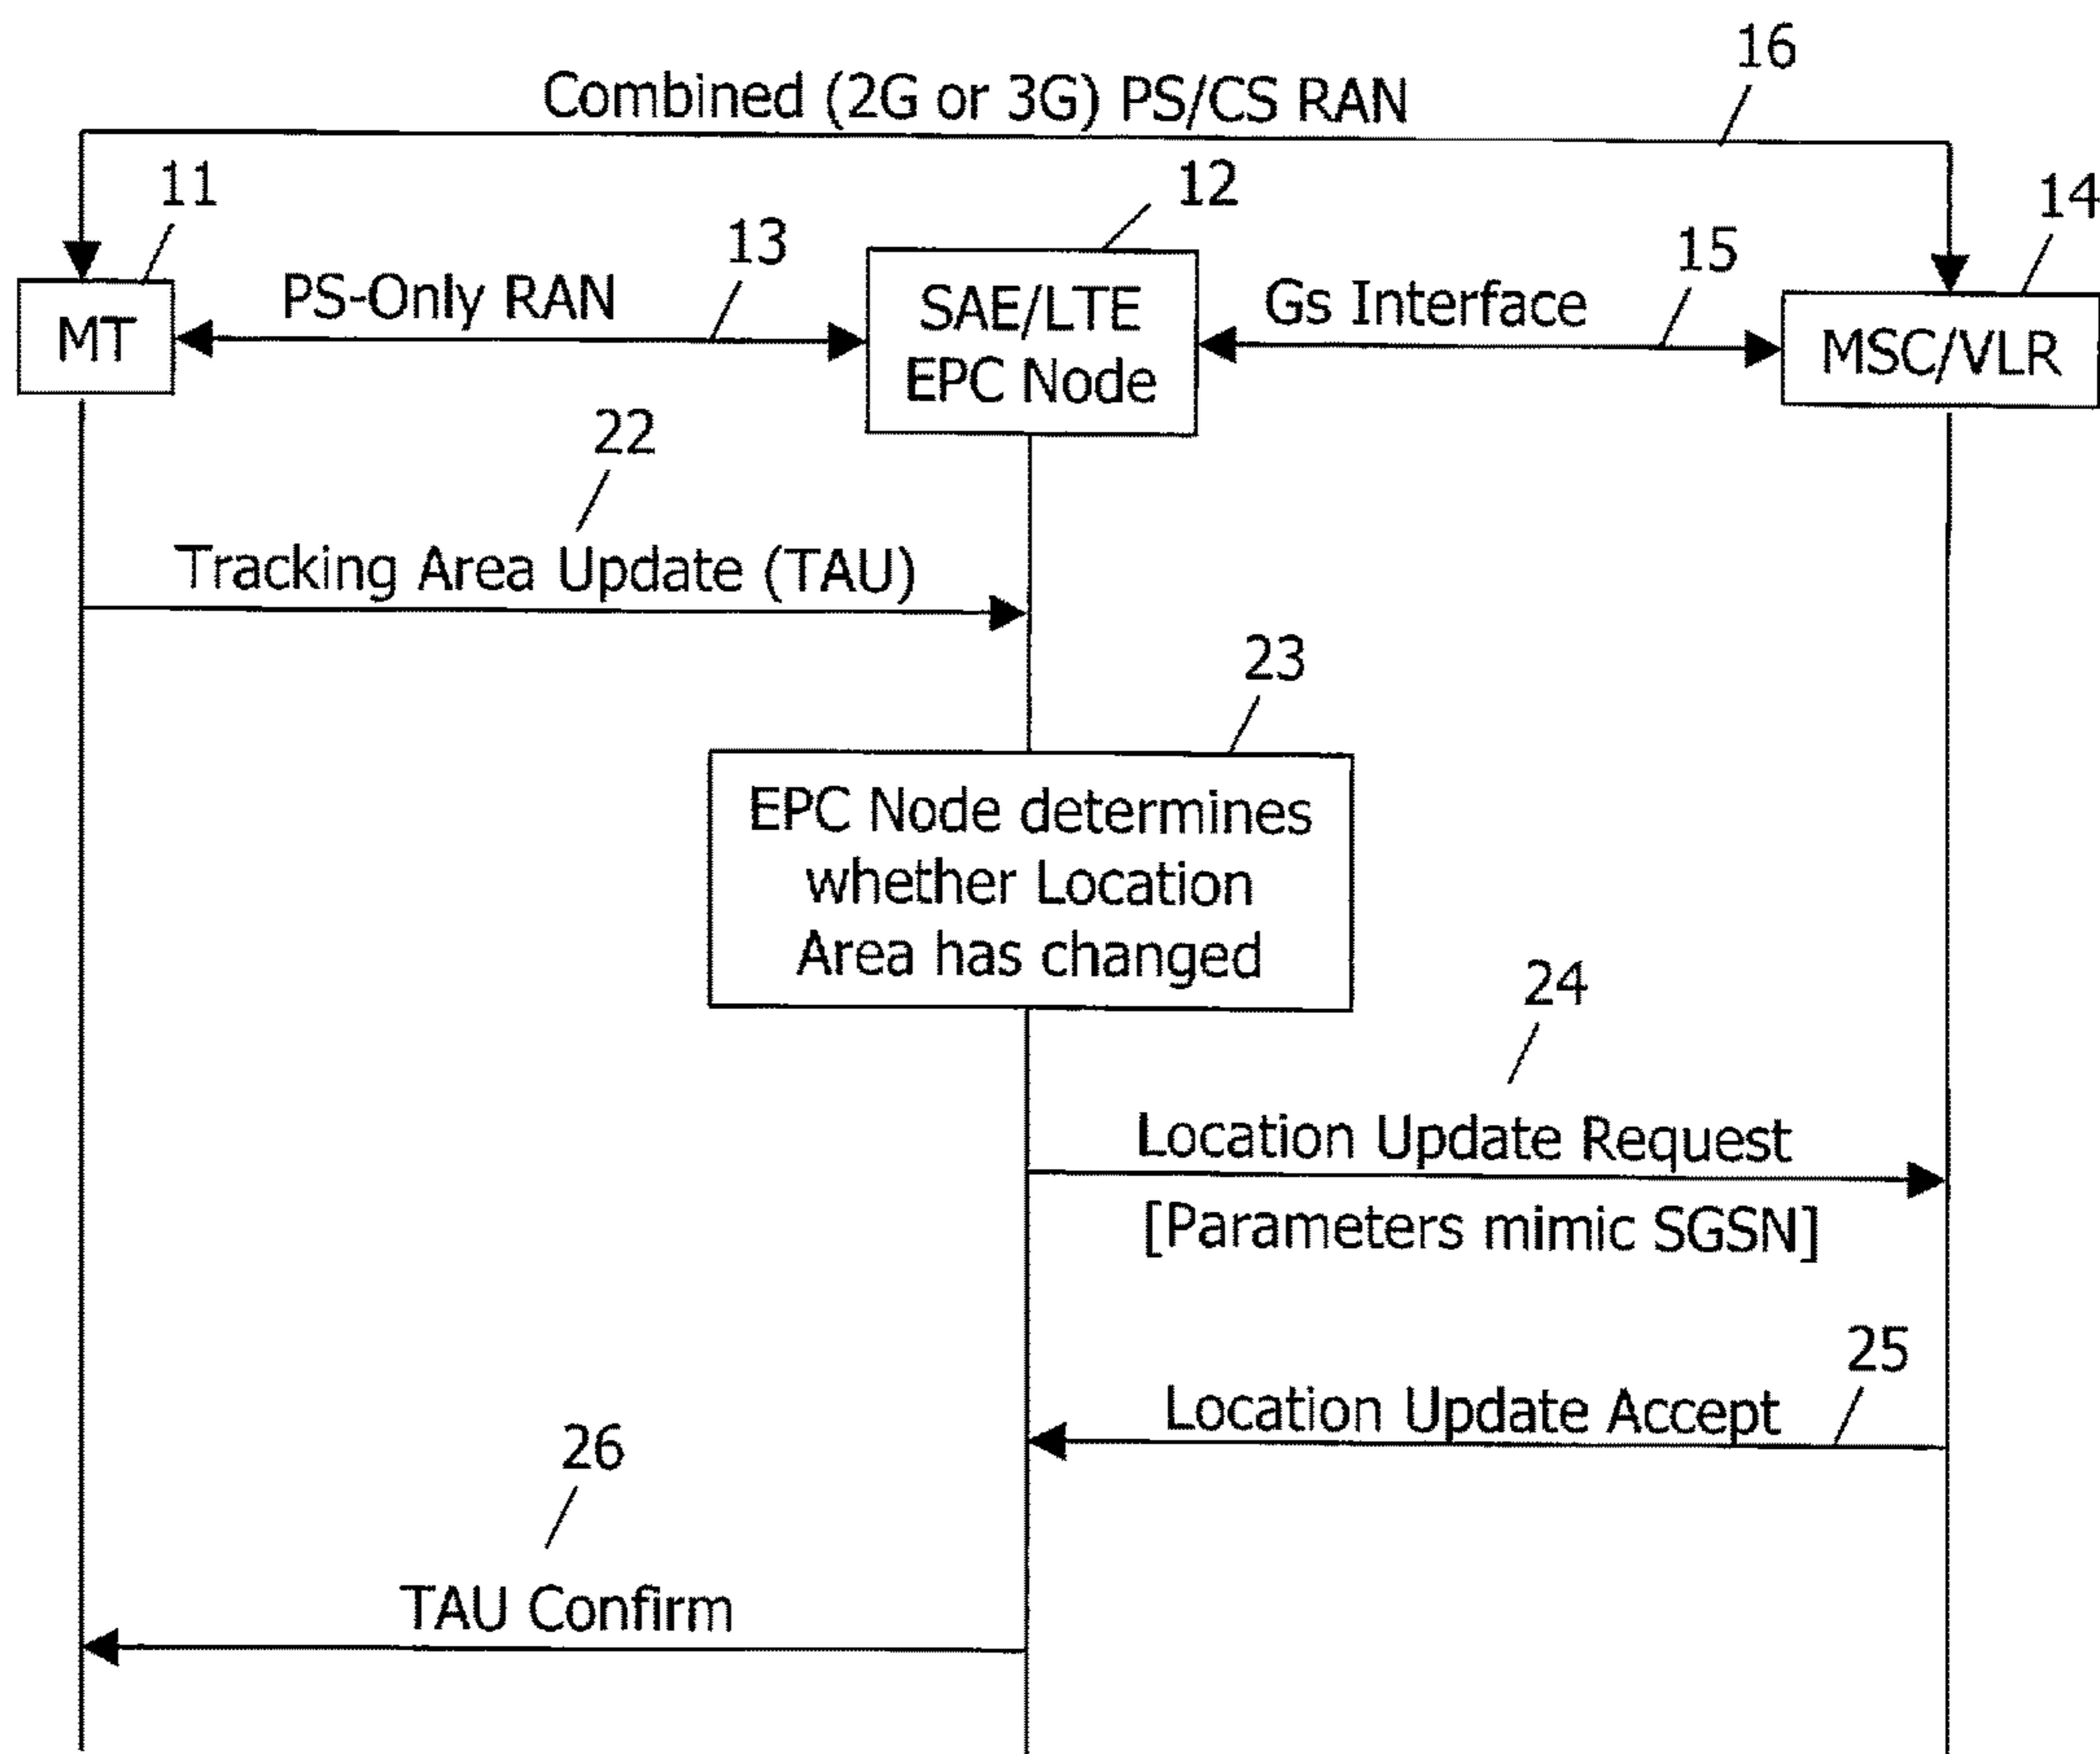 16
Combined (2G or 3G) PS/CS RAN
11
12
14
13
15
PS-Only RAN
Gs Interface
MT
SAE/LTE
EPC Node
MSC/VLR
22
Tracking Area Update (TAU)
23
EPC Node determines
whether Location
Area has changed
24
Location Update Request
[Parameters mimic SGSN]
25
Location Update Accept
26
TAU Confirm